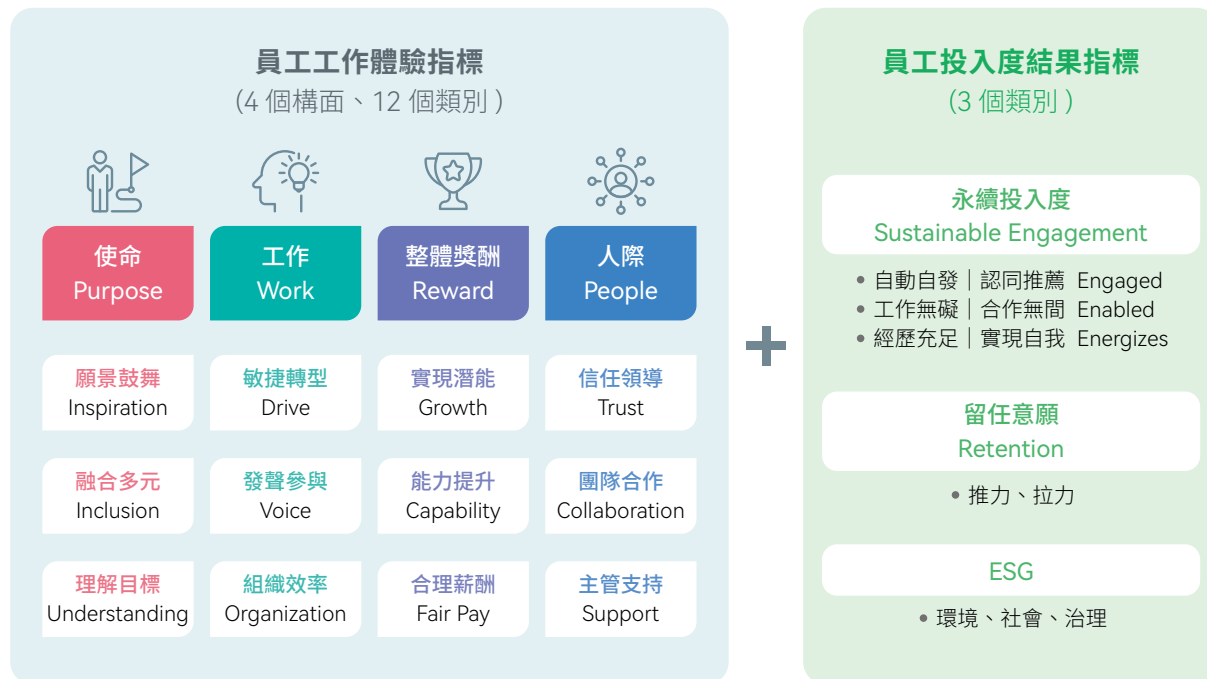 員工工作體驗指標
(4 個構面、12 個類別 )
使命
Purpose
工作
Work
整體獎酬
Reward
人際
People
願景鼓舞
Inspiration
敏捷轉型
Drive
實現潛能
Growth
信任領導
Trust
融合多元
Inclusion
發聲參與
Voice
能力提升
Capability
團隊合作
Collaboration
理解目標
Understanding
組織效率
Organization
合理薪酬
Fair Pay
主管支持
Support
+
員工投入度結果指標
(3 個類別 )
永續投入度
Sustainable Engagement
• 自動自發｜認同推薦 Engaged
• 工作無礙｜合作無間 Enabled
• 經歷充足｜實現自我 Energizes
留任意願
Retention
• 推力、拉力
ESG
• 環境、社會、治理